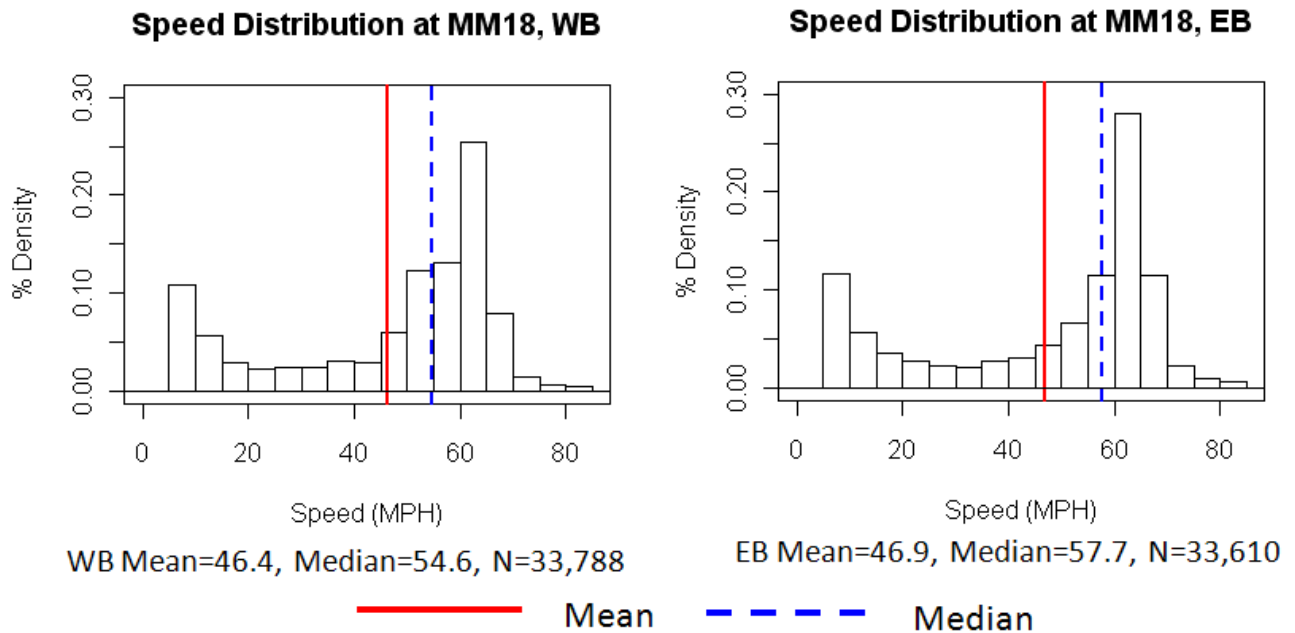 Speed Distribution at MM18, WB
0.30
0.20
0.10
0.00
% Density
0 20 40 60 80
Speed (MPH)
WB Mean=46.4, Median=54.6, N=33,788
Speed Distribution at MM18, EB
0.30
0.20
0.10
0.00
% Density
0 20 40 60 80
Speed (MPH)
EB Mean=46.9, Median=57.7, N=33,610
Mean Median